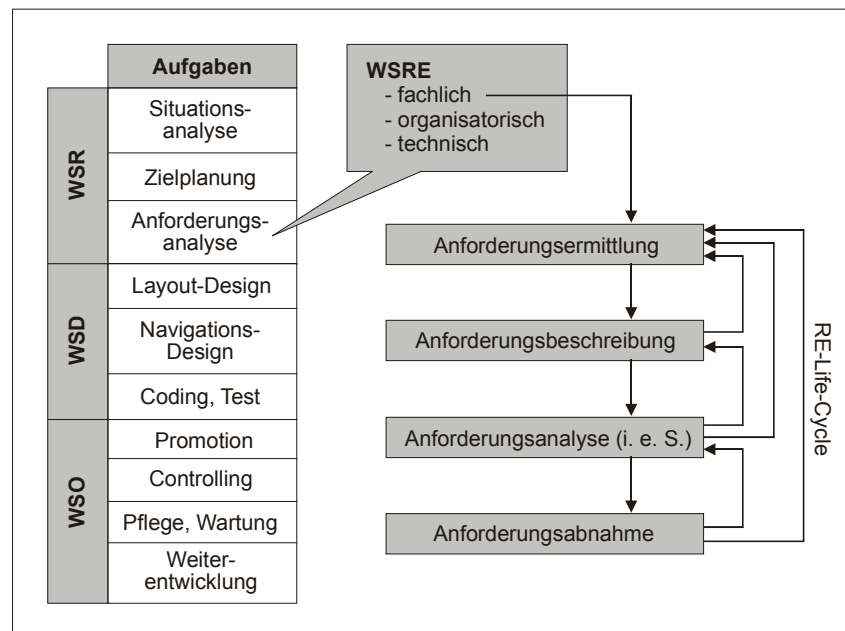 Aufgaben
WSR
Situations-
analyse
Zielplanung
Anforderungs-
analyse
WSD
Layout-Design
Navigations-
Design
Coding, Test
WSO
Promotion
Controlling
Pflege, Wartung
Weiter-
entwicklung
WSRE
- fachlich
- organisatorisch
- technisch
Anforderungsermittlung
Anforderungsbeschreibung
Anforderungsanalyse (i. e. S.)
Anforderungsabnahme
RE-Life-Cycle